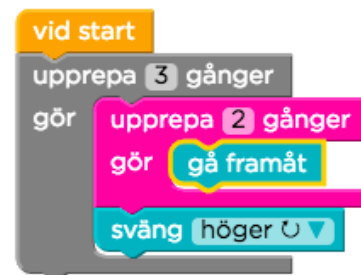 vid start
upprepa 3 gånger
gör upprepa 2 gånger
gör gå framåt
sväng höger ↻ ▼